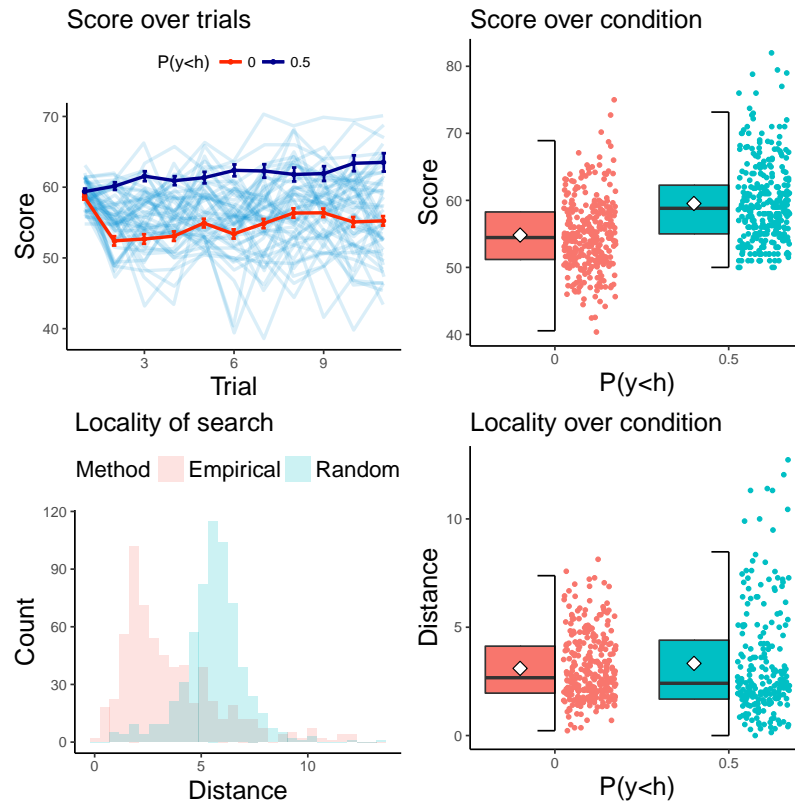 Score over trials
P(y<h) 0 0.5
70
60
50
40
Score
3 6 9
Trial
Score over condition
80
70
60
50
40
Score
0 0.5
P(y<h)
Locality of search
Method Empirical Random
120
90
60
30
0
Count
0 5 10
Distance
Locality over condition
10
5
0
Distance
0 0.5
P(y<h)